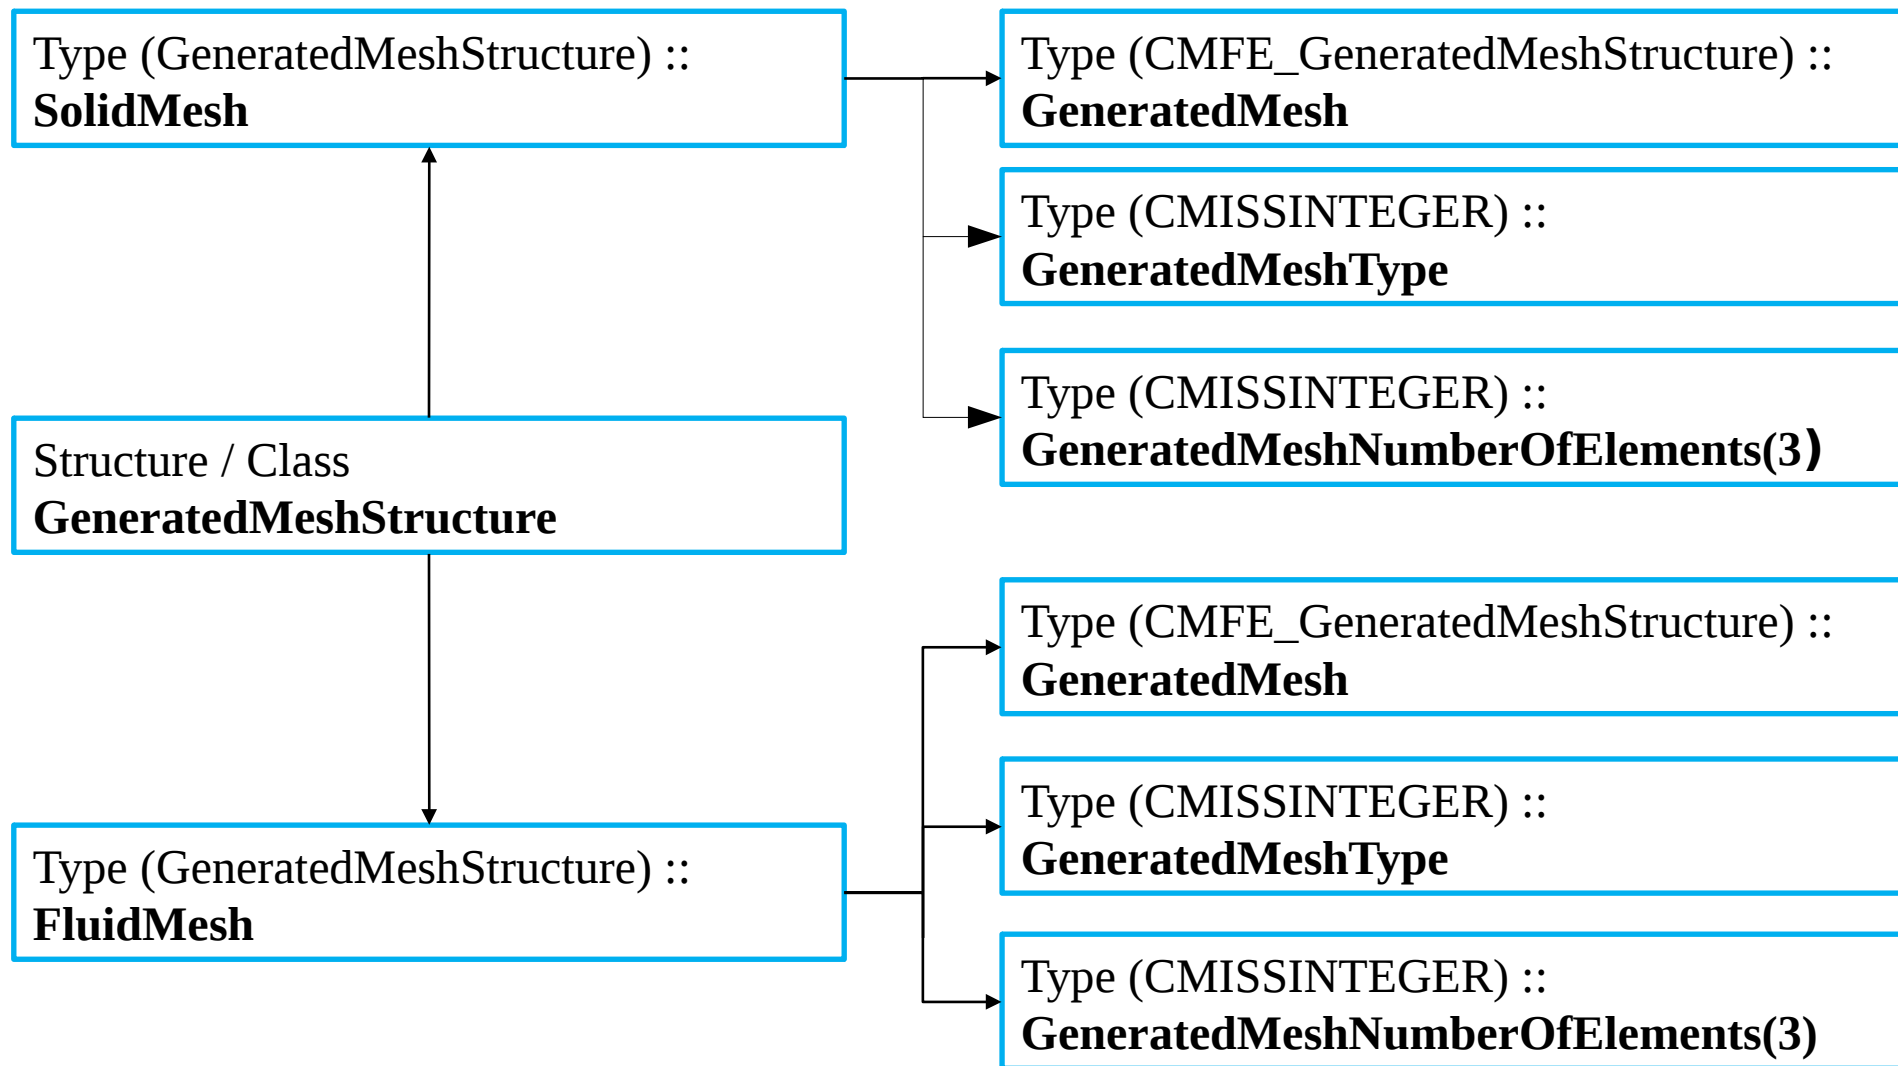 Type (GeneratedMeshStructure) ::
SolidMesh
Type (CMFE_GeneratedMeshStructure) ::
GeneratedMesh
Type (CMISSINTEGER) ::
GeneratedMeshType
Type (CMISSINTEGER) ::
GeneratedMeshNumberOfElements(3)
Structure / Class
GeneratedMeshStructure
Type (CMFE_GeneratedMeshStructure) ::
GeneratedMesh
Type (CMISSINTEGER) ::
GeneratedMeshType
Type (GeneratedMeshStructure) ::
FluidMesh
Type (CMISSINTEGER) ::
GeneratedMeshNumberOfElements(3)